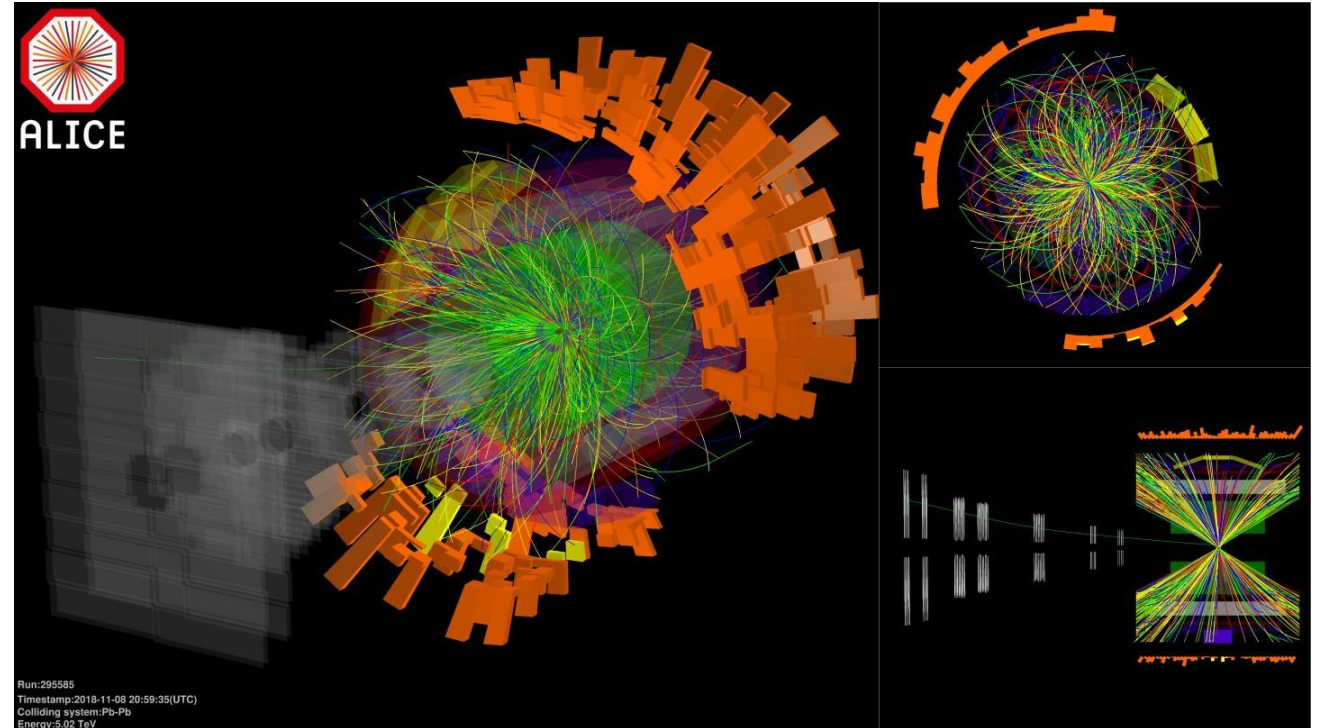 ALICE
Run:295585
Timestamp:2018-11-08 20:59:35(UTC)
Colliding system:Pb-Pb
Energy:5.02 TeV